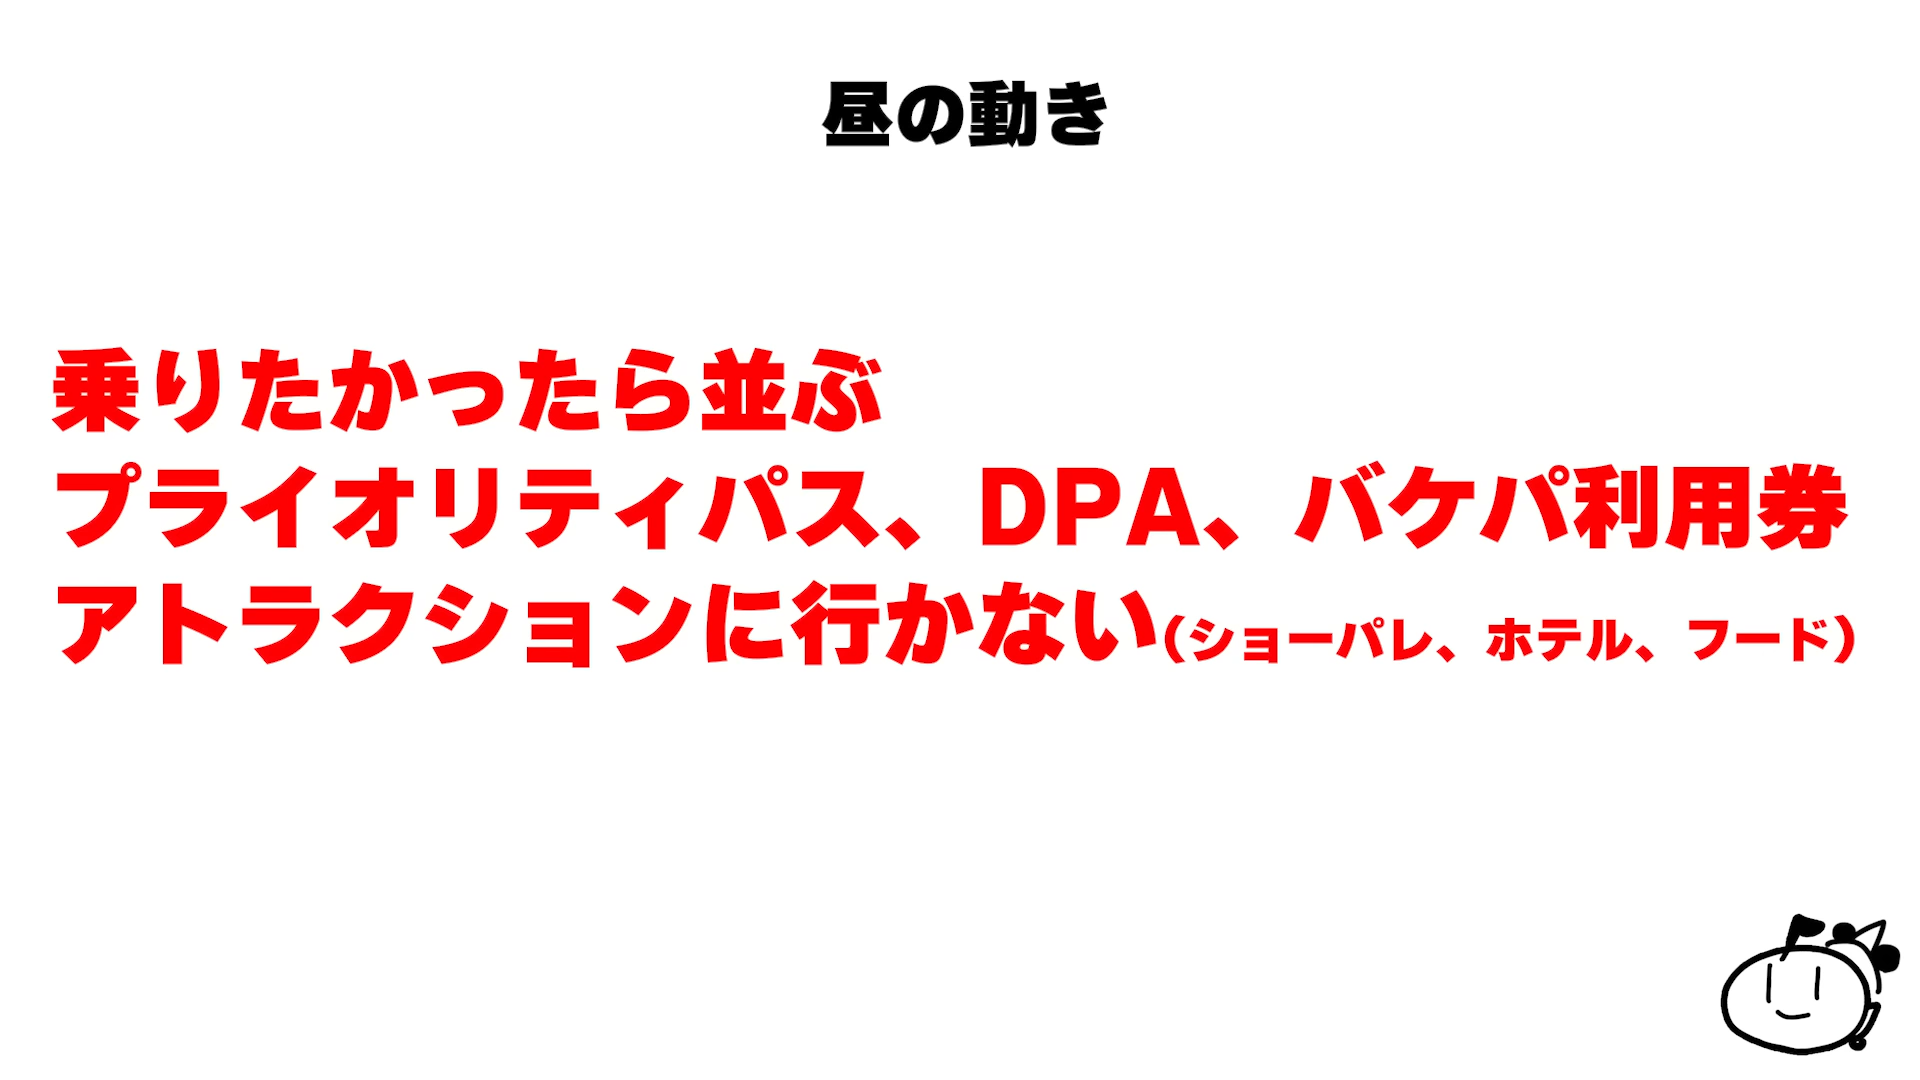 昼の動き
乗りたかったら並ぶ
プライオリティパス、DPA、バケパ利用券
アトラクションに行かない(ショーパレ、ホテル、フード)